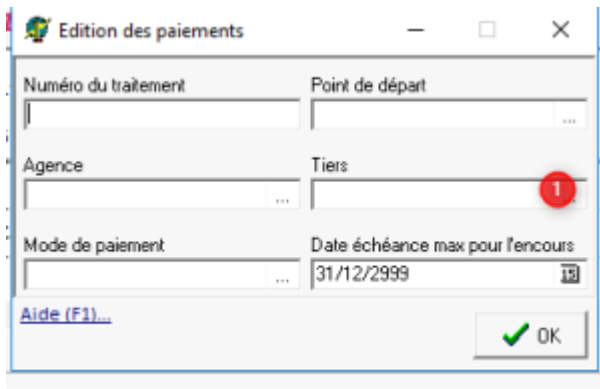 Edition des paiements
Numéro du traitement Point de départ
...
Agence Tiers
... 1
Mode de paiement Date échéance max pour l'encours
... 31/12/2999 15
Aide (F1)...
OK